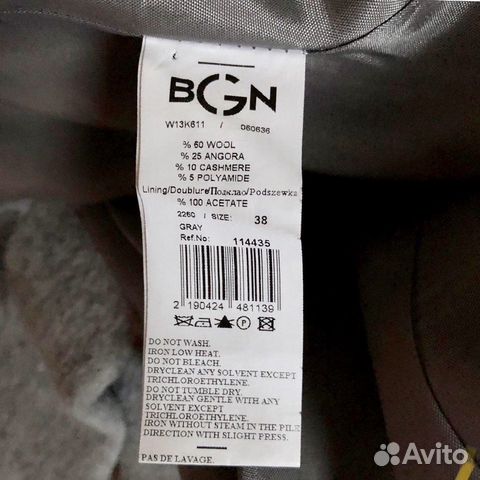 BGN
W13K611 / 060636
% 60 WOOL
% 25 ANGORA
% 10 CASHMERE
% 5 POLYAMIDE
Lining/Doublure/Подклао/Podszewka
% 100 ACETATE
2260 / SIZE: 38
GRAY
Ref.No: 114435
2 190424 481139
DO NOT WASH.
IRON LOW HEAT.
DO NOT BLEACH.
DRYCLEAN ANY SOLVENT EXCEPT
TRICHLOROETHYLENE.
DO NOT TUMBLE DRY.
DRYCLEAN GENTLE WITH ANY
SOLVENT EXCEPT
TRICHLOROETHYLENE.
IRON WITHOUT STEAM IN THE PILE
DIRECTION WITH SLIGHT PRESS.
PAS DE LAVAGE.
Avito